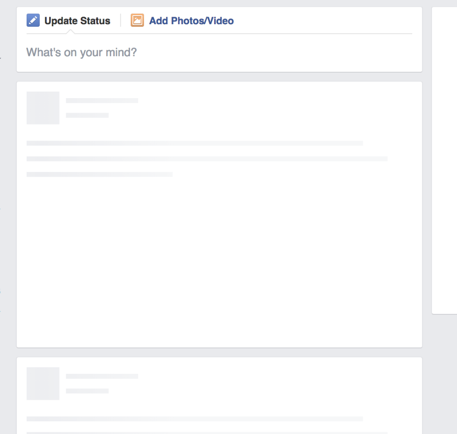 Update Status
Add Photos/Video
What's on your mind?